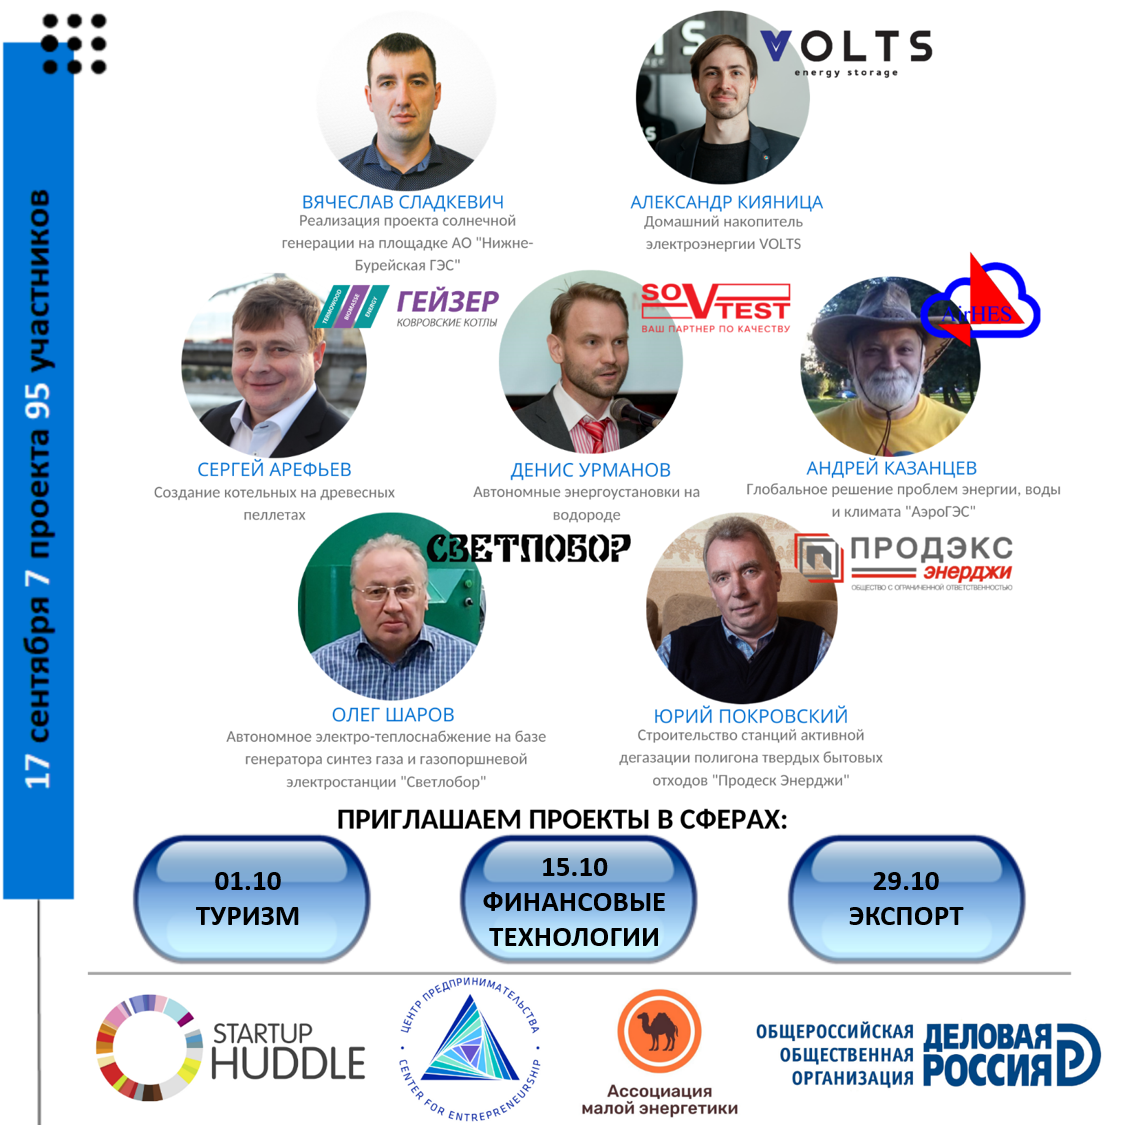 17 сентября 7 проекта 95 участников
VOLTS
energy storage
ВЯЧЕСЛАВ СЛАДКЕВИЧ
Реализация проекта солнечной
генерации на площадке АО "Нижне-
Бурейская ГЭС"
АЛЕКСАНДР КИЯНИЦА
Домашний накопитель
электроэнергии VOLTS
TERMOWOOD
BIOMASSE
ENERGY
ГЕЙЗЕР
КОВРОВСКИЕ КОТЛЫ
СЕРГЕЙ АРЕФЬЕВ
Создание котельных на древесных
пеллетах
SOVTEST
ВАШ ПАРТНЕР ПО КАЧЕСТВУ
ДЕНИС УРМАНОВ
Автономные энергоустановки на
водороде
AirHES
АНДРЕЙ КАЗАНЦЕВ
Глобальное решение проблем энергии, воды
и климата "АэроГЭС"
СВЕТЛОБОР
ОЛЕГ ШАРОВ
Автономное электро-теплоснабжение на базе
генератора синтез газа и газопоршневой
электростанции "Светлобор"
ПРОДЭКС
энерджи
ОБЩЕСТВО С ОГРАНИЧЕННОЙ ОТВЕТСТВЕННОСТЬЮ
ЮРИЙ ПОКРОВСКИЙ
Строительство станций активной
дегазации полигона твердых бытовых
отходов "Продеск Энерджи"
ПРИГЛАШАЕМ ПРОЕКТЫ В СФЕРАХ:
01.10
ТУРИЗМ
15.10
ФИНАНСОВЫЕ
ТЕХНОЛОГИИ
29.10
ЭКСПОРТ
STARTUP
HUDDLE
ЦЕНТР ПРЕДПРИНИМАТЕЛЬСТВА
CENTER FOR ENTREPRENEURSHIP
Ассоциация
малой энергетики
ОБЩЕРОССИЙСКАЯ
ОБЩЕСТВЕННАЯ
ОРГАНИЗАЦИЯ
ДЕЛОВАЯ
РОССИЯ